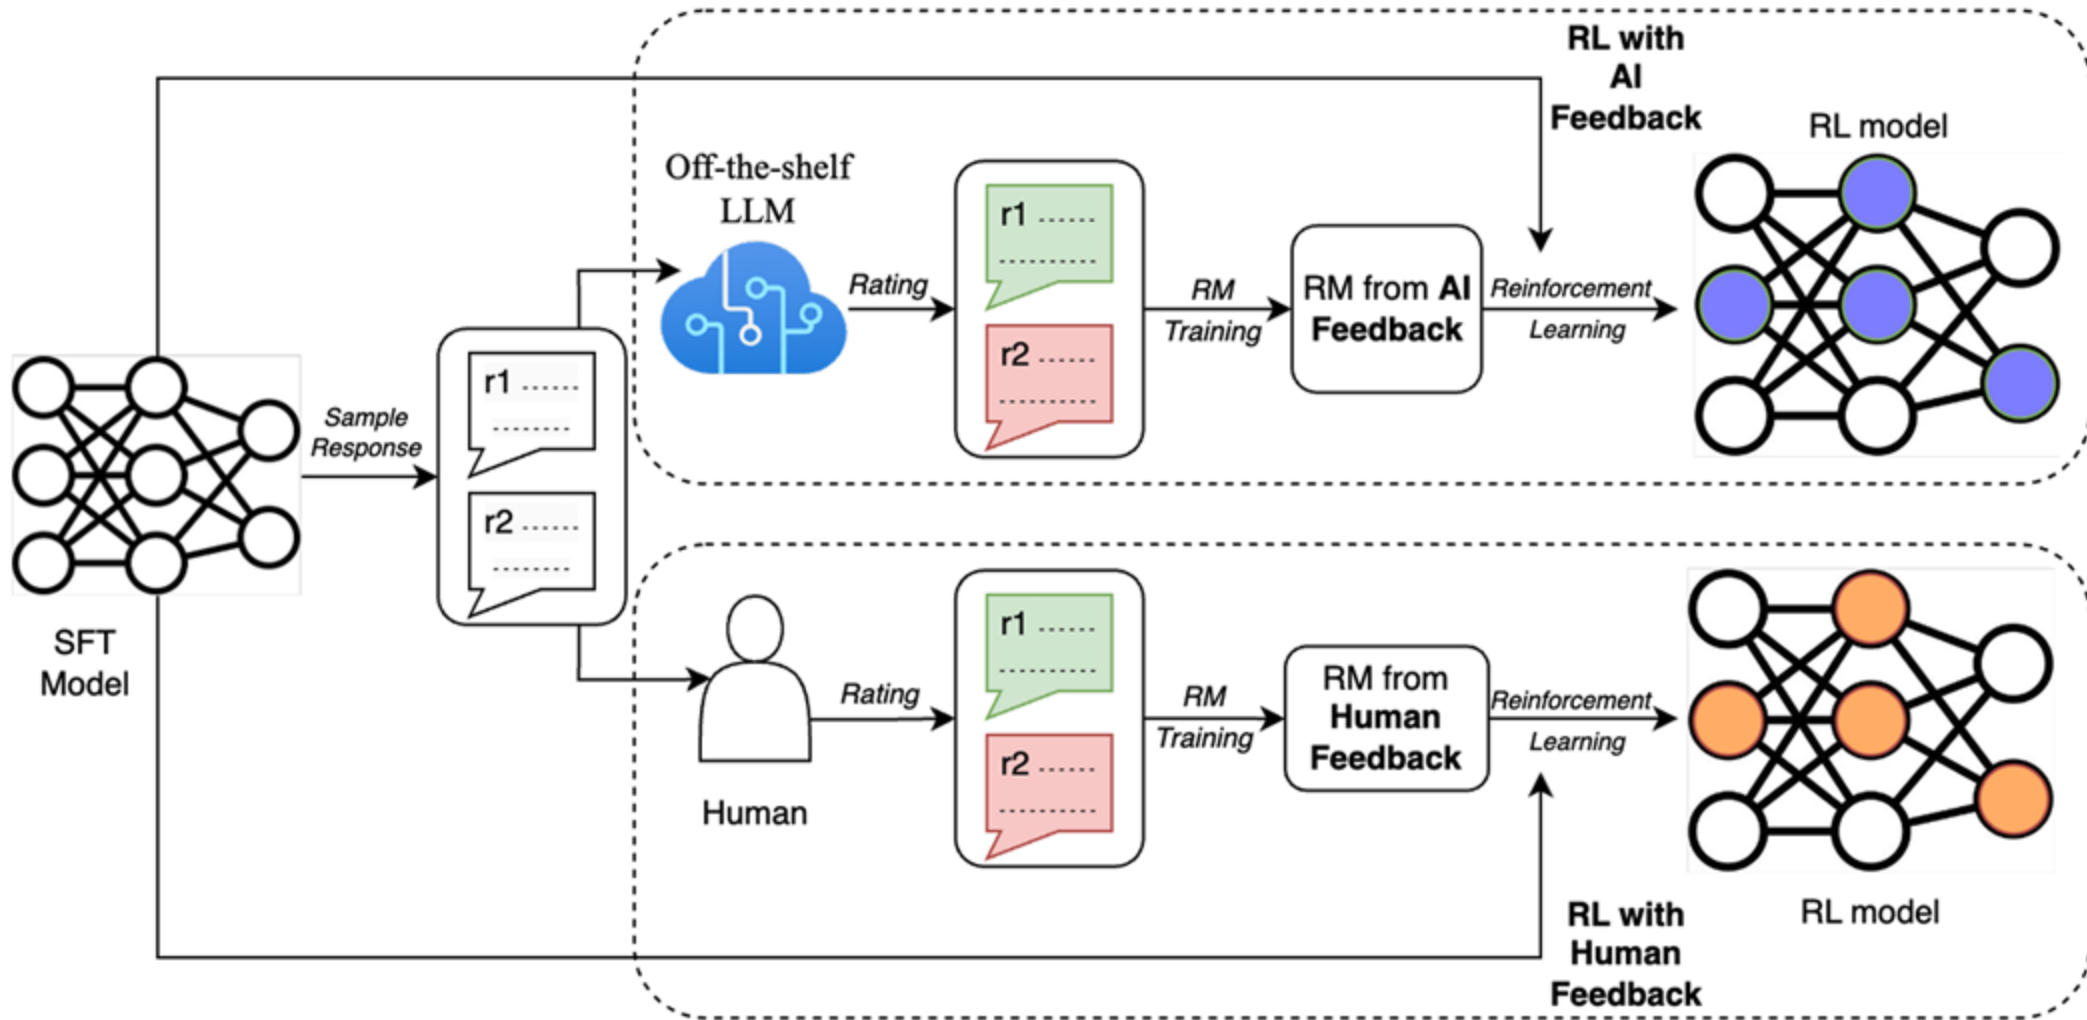 RL with
AI
Feedback
RL model
Off-the-shelf
LLM
r1 ......
r2 ......
Rating
RM
Training
RM from AI
Feedback
Reinforcement
Learning
Sample
Response
r1 ......
r2 ......
SFT
Model
Human
Rating
r1 ......
r2 ......
RM
Training
RM from
Human
Feedback
Reinforcement
Learning
RL model
RL with
Human
Feedback